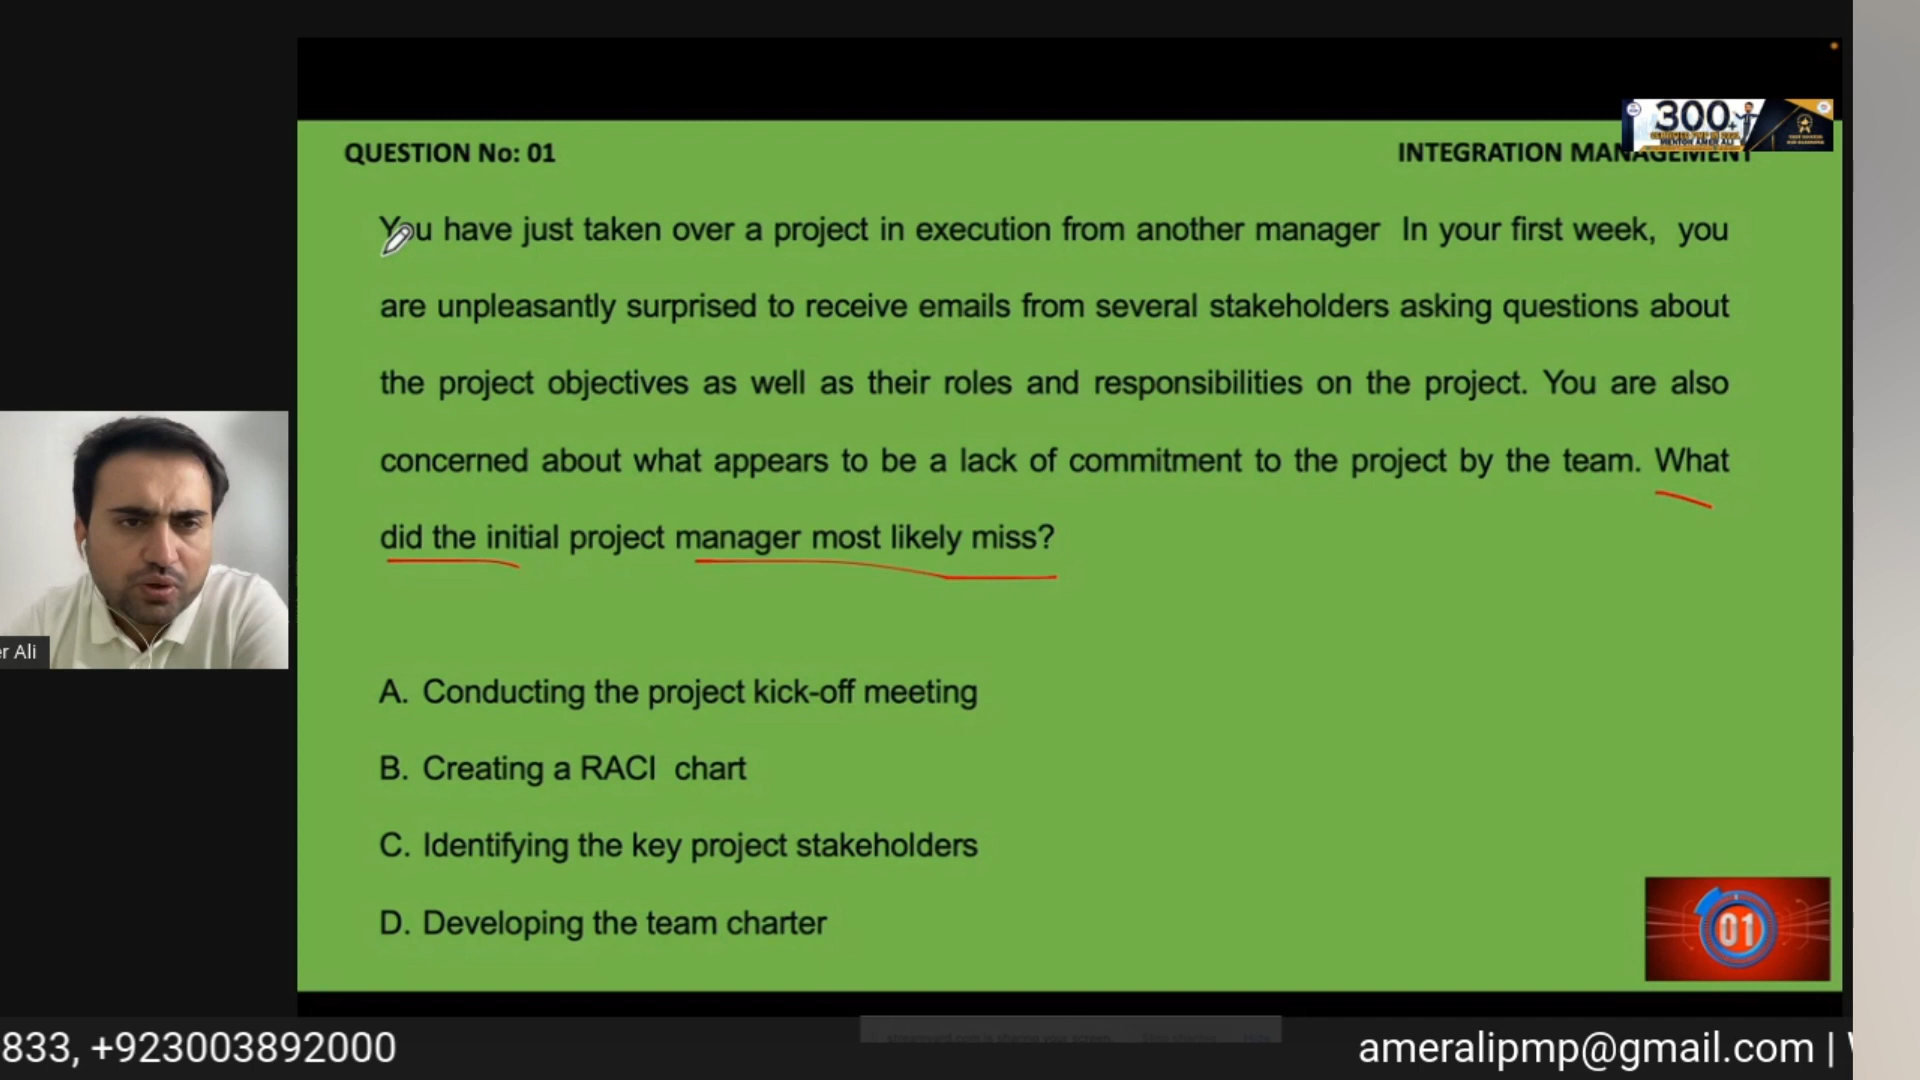 300
MENTOR AMER ALI
QUESTION No: 01
INTEGRATION MANAGEMENT
You have just taken over a project in execution from another manager In your first week, you
are unpleasantly surprised to receive emails from several stakeholders asking questions about
the project objectives as well as their roles and responsibilities on the project. You are also
concerned about what appears to be a lack of commitment to the project by the team. What
did the initial project manager most likely miss?
A. Conducting the project kick-off meeting
B. Creating a RACI chart
C. Identifying the key project stakeholders
D. Developing the team charter
er Ali
01
833, +923003892000
ameralipmp@gmail.com |